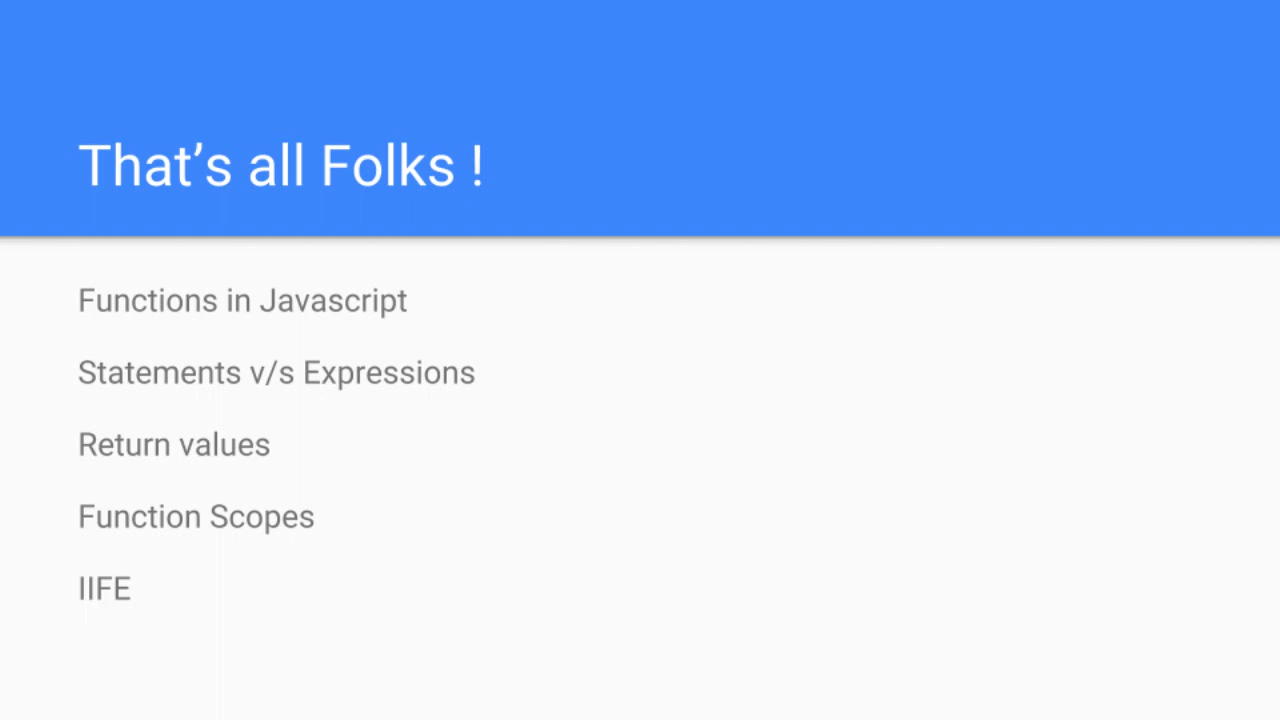 That’s all Folks !
Functions in Javascript
Statements v/s Expressions
Return values
Function Scopes
IIFE